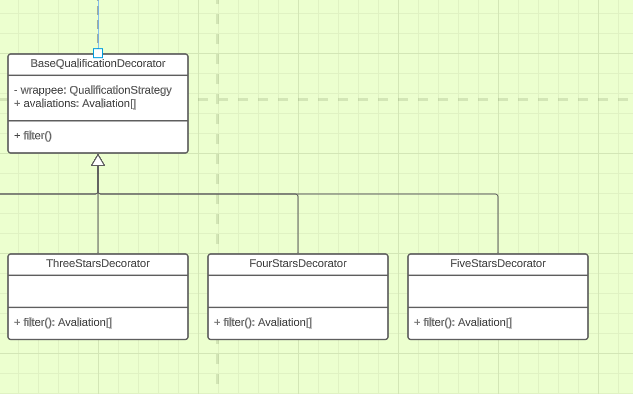 BaseQualificationDecorator
- wrappee: QualificationStrategy
+ avaliations: Avaliation[]
+ filter()
ThreeStarsDecorator
FourStarsDecorator
FiveStarsDecorator
+ filter(): Avaliation[]
+ filter(): Avaliation[]
+ filter(): Avaliation[]